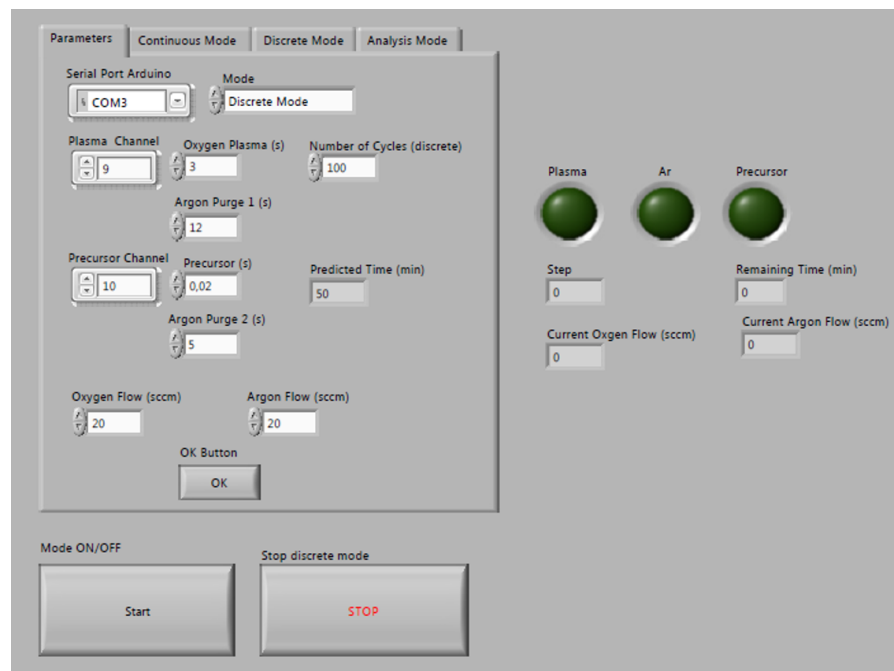 Parameters
Continuous Mode
Discrete Mode
Analysis Mode
Serial Port Arduino
Mode
COM3
Discrete Mode
Plasma Channel
Oxygen Plasma (s)
Number of Cycles (discrete)
9
3
100
Argon Purge 1 (s)
12
Precursor Channel
Precursor (s)
Predicted Time (min)
10
0,02
50
Argon Purge 2 (s)
5
Oxygen Flow (sccm)
Argon Flow (sccm)
20
20
OK Button
OK
Plasma
Ar
Precursor
Step
Remaining Time (min)
0
0
Current Oxgen Flow (sccm)
Current Argon Flow (sccm)
0
0
Mode ON/OFF
Stop discrete mode
Start
STOP